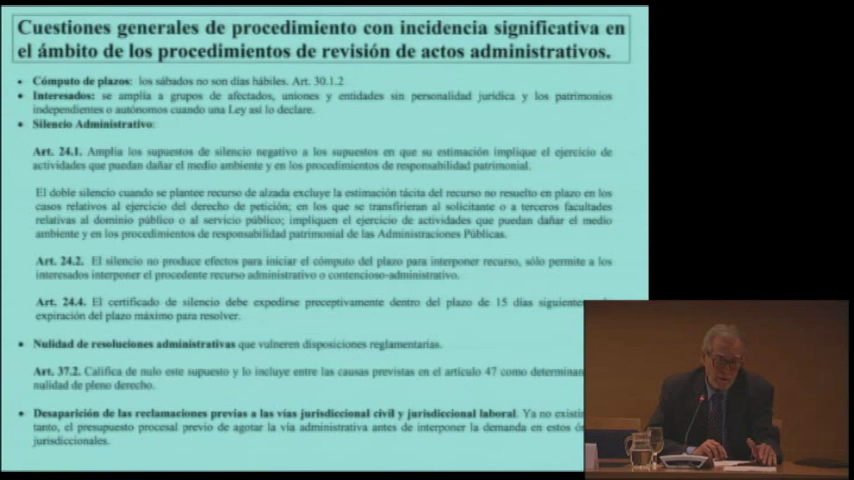 Cuestiones generales de procedimiento con incidencia significativa en
el ámbito de los procedimientos de revisión de actos administrativos.
• Cómputo de plazos: los sábados no son días hábiles. Art. 30.1.2
• Interesados: se amplía a grupos de afectados, uniones y entidades sin personalidad jurídica y los patrimonios
independientes o autónomos cuando una Ley así lo declare.
• Silencio Administrativo:
Art. 24.1. Amplía los supuestos de silencio negativo a los supuestos en que su estimación implique el ejercicio de
actividades que puedan dañar el medio ambiente y en los procedimientos de responsabilidad patrimonial.
El doble silencio cuando se plantee recurso de alzada excluye la estimación tácita del recurso no resuelto en plazo en los
casos relativos al ejercicio del derecho de petición; en los que se transfirieran al solicitante o a terceros facultades
relativas al dominio público o al servicio público; impliquen el ejercicio de actividades que puedan dañar el medio
ambiente y en los procedimientos de responsabilidad patrimonial de las Administraciones Públicas.
Art. 24.2. El silencio no produce efectos para iniciar el cómputo del plazo para interponer recurso, sólo permite a los
interesados interponer el procedente recurso administrativo o contencioso-administrativo.
Art. 24.4. El certificado de silencio debe expedirse preceptivamente dentro del plazo de 15 días
expiración del plazo máximo para resolver.
• Nulidad de resoluciones administrativas que vulneren disposiciones reglamentarias.
Art. 37.2. Califica de nulo este supuesto y lo incluye entre las causas previstas en el artículo 47 como
nulidad de pleno derecho.
• Desaparición de las reclamaciones previas a las vías jurisdiccional civil y jurisdiccional laboral. Ya no
tanto, el presupuesto procesal previo de agotar la vía administrativa antes de interponer la demanda en estos
jurisdiccionales.